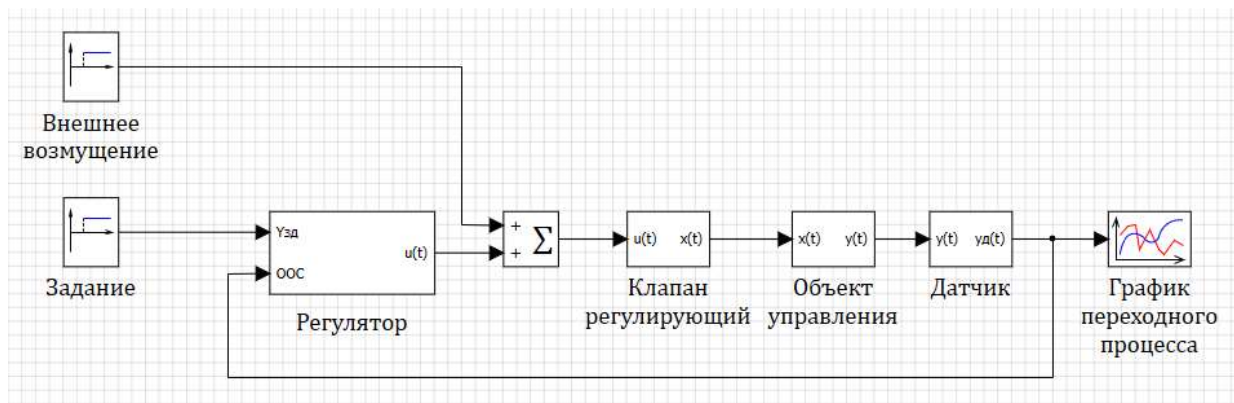 Внешнее
возмущение
Задание
Yзд
ООС
u(t)
Регулятор
+
+
Σ
u(t) x(t)
Клапан
регулирующий
x(t) y(t)
Объект
управления
y(t) yд(t)
Датчик
График
переходного
процесса